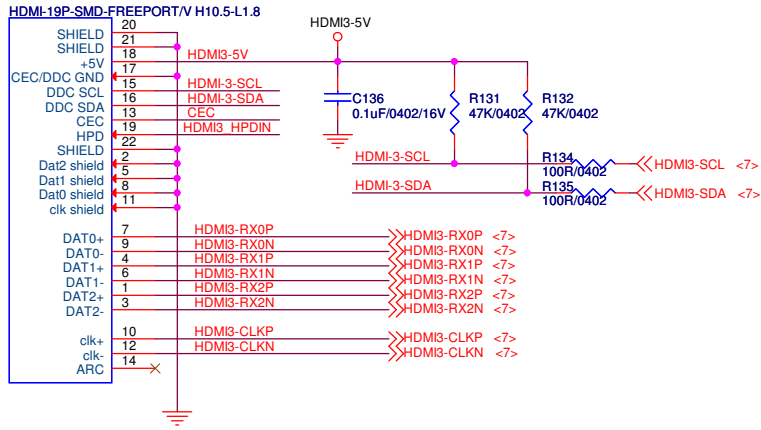 HDMI-19P-SMD-FREEPORT/V H10.5-L1.8
HDMI3-5V
SHIELD 20
SHIELD 21
+5V 18 HDMI3-5V
CEC/DDC GND 17
DDC SCL 15 HDMI-3-SCL
DDC SDA 16 HDMI-3-SDA
CEC 13 CEC
HPD 19 HDMI3_HPDIN
SHIELD 22
Dat2 shield 2
Dat1 shield 5
Dat0 shield 8
clk shield 11
C136
0.1uF/0402/16V
R131
47K/0402
R132
47K/0402
HDMI-3-SCL
R134
100R/0402
HDMI3-SCL <7>
HDMI-3-SDA
R135
100R/0402
HDMI3-SDA <7>
DAT0+ 7 HDMI3-RX0P HDMI3-RX0P <7>
DAT0- 9 HDMI3-RX0N HDMI3-RX0N <7>
DAT1+ 4 HDMI3-RX1P HDMI3-RX1P <7>
DAT1- 6 HDMI3-RX1N HDMI3-RX1N <7>
DAT2+ 1 HDMI3-RX2P HDMI3-RX2P <7>
DAT2- 3 HDMI3-RX2N HDMI3-RX2N <7>
clk+ 10 HDMI3-CLKP HDMI3-CLKP <7>
clk- 12 HDMI3-CLKN HDMI3-CLKN <7>
ARC 14